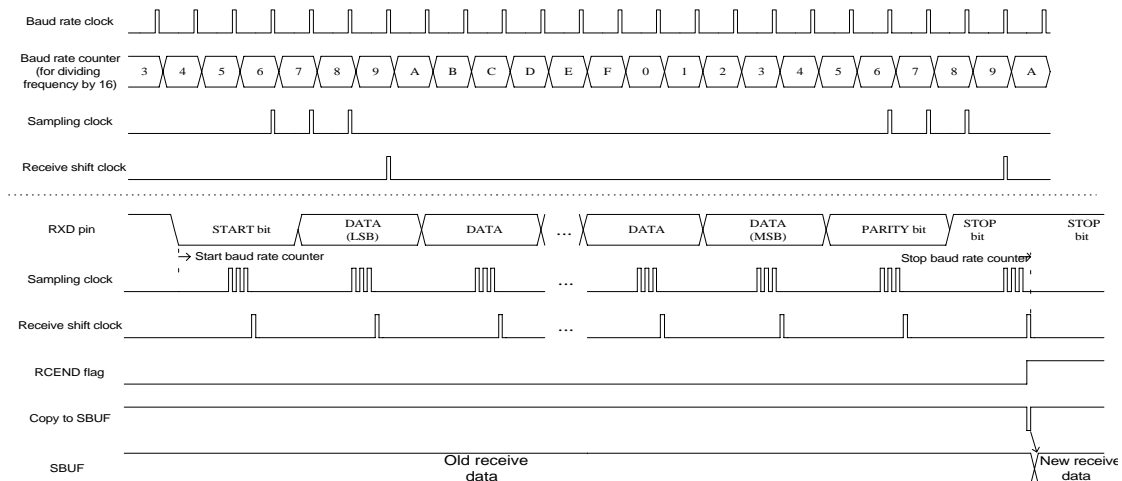 Baud rate clock
Baud rate counter
(for dividing
frequency by 16)
3 4 5 6 7 8 9 A B C D E F 0 1 2 3 4 5 6 7 8 9 A
Sampling clock
Receive shift clock
RXD pin
START bit
DATA
(LSB)
DATA
...
DATA
DATA
(MSB)
PARITY bit
STOP
bit
STOP
bit
Start baud rate counter
Stop baud rate counter
Sampling clock
...
Receive shift clock
...
RCEND flag
Copy to SBUF
SBUF
Old receive
data
New receive
data